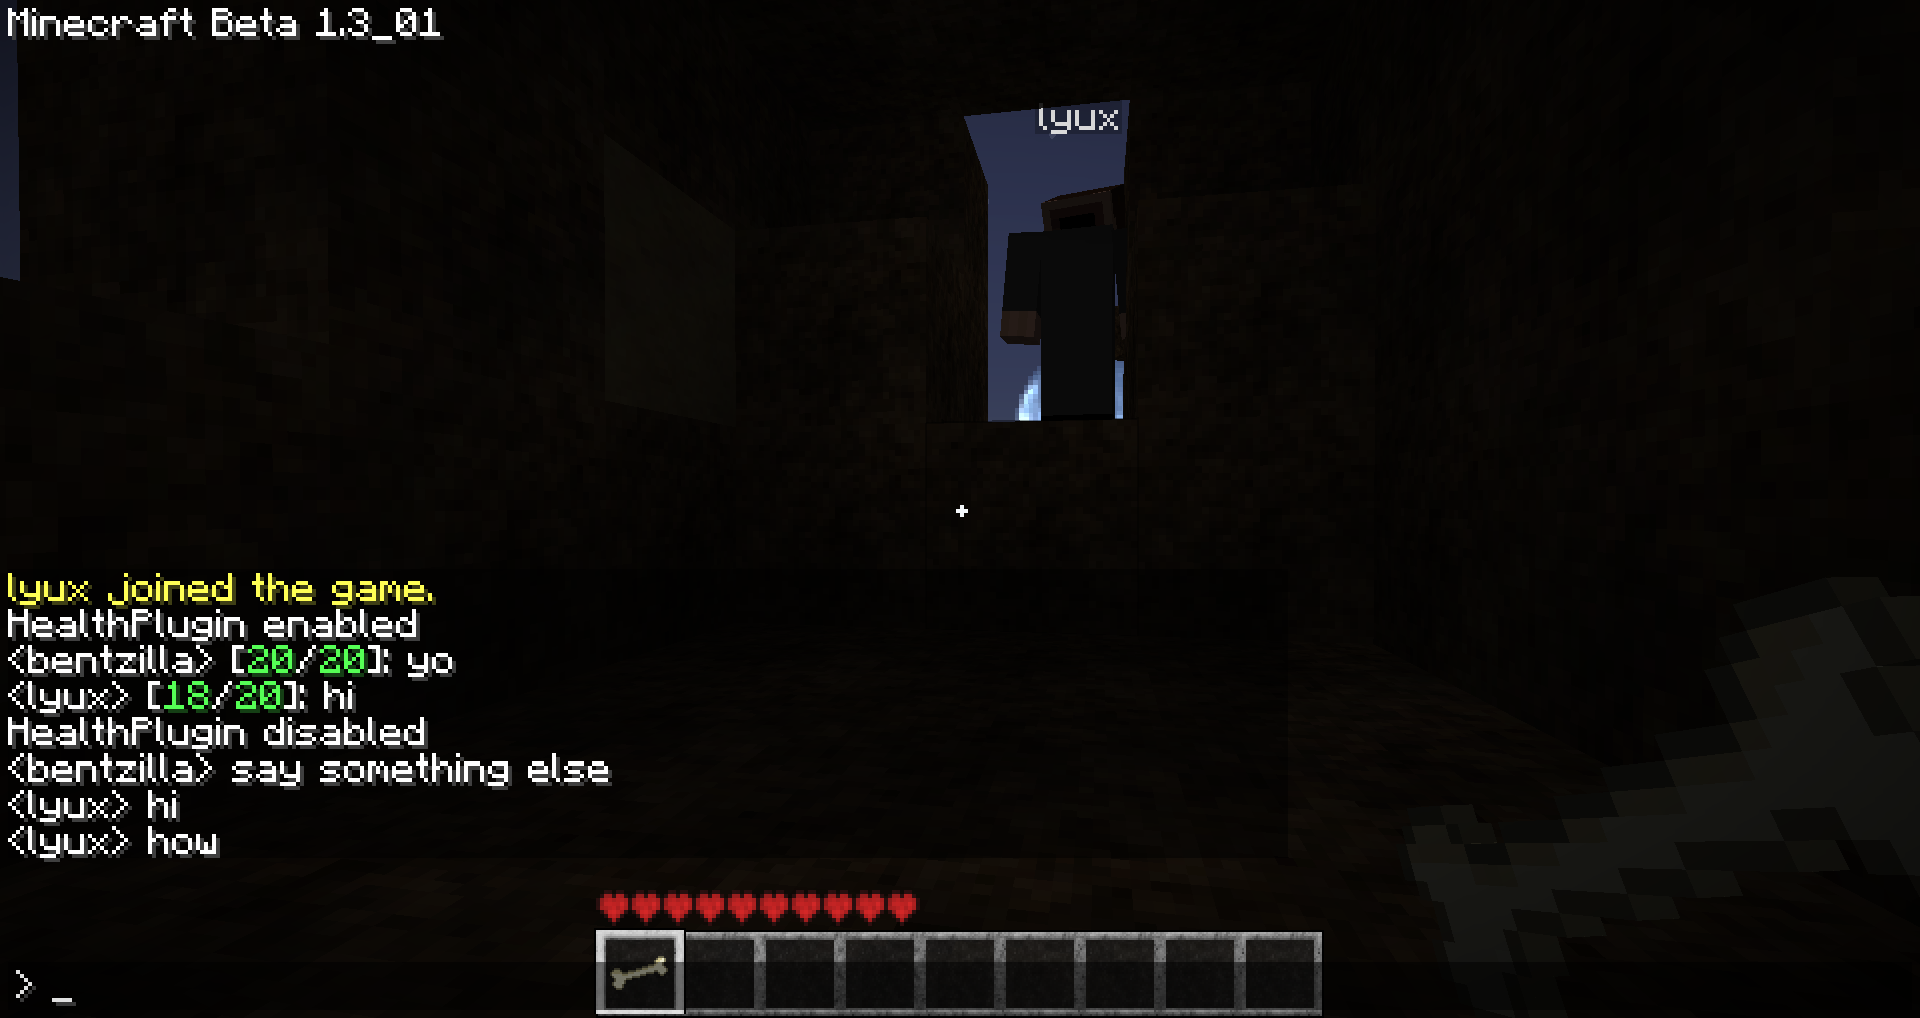 Minecraft Beta 1.3_01
lyux
lyux joined the game.
HealthPlugin enabled
<bentzilla> [20/20]: yo
<lyux> [18/20]: hi
HealthPlugin disabled
<bentzilla> say something else
<lyux> hi
<lyux> how
> _